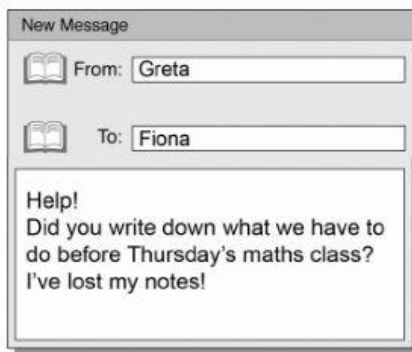 New Message
From: Greta
To: Fiona
Help!
Did you write down what we have to
do before Thursday's maths class?
I've lost my notes!